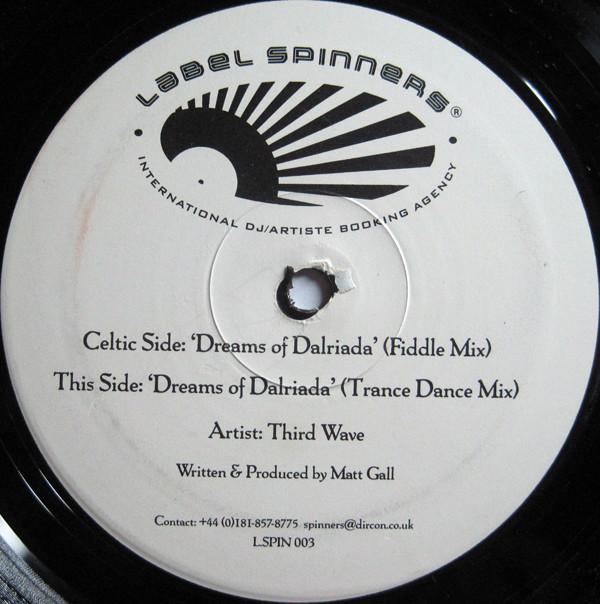 LABEL SPINNERS®
• INTERNATIONAL DJ/ARTISTE BOOKING AGENCY •
Celtic Side: ‘Dreams of Dalriada’ (Fiddle Mix)
This Side: ‘Dreams of Dalriada’ (Trance Dance Mix)
Artist: Third Wave
Written & Produced by Matt Gall
Contact: +44 (0)181-857-8775 spinners@dircon.co.uk
L.SPIN 003